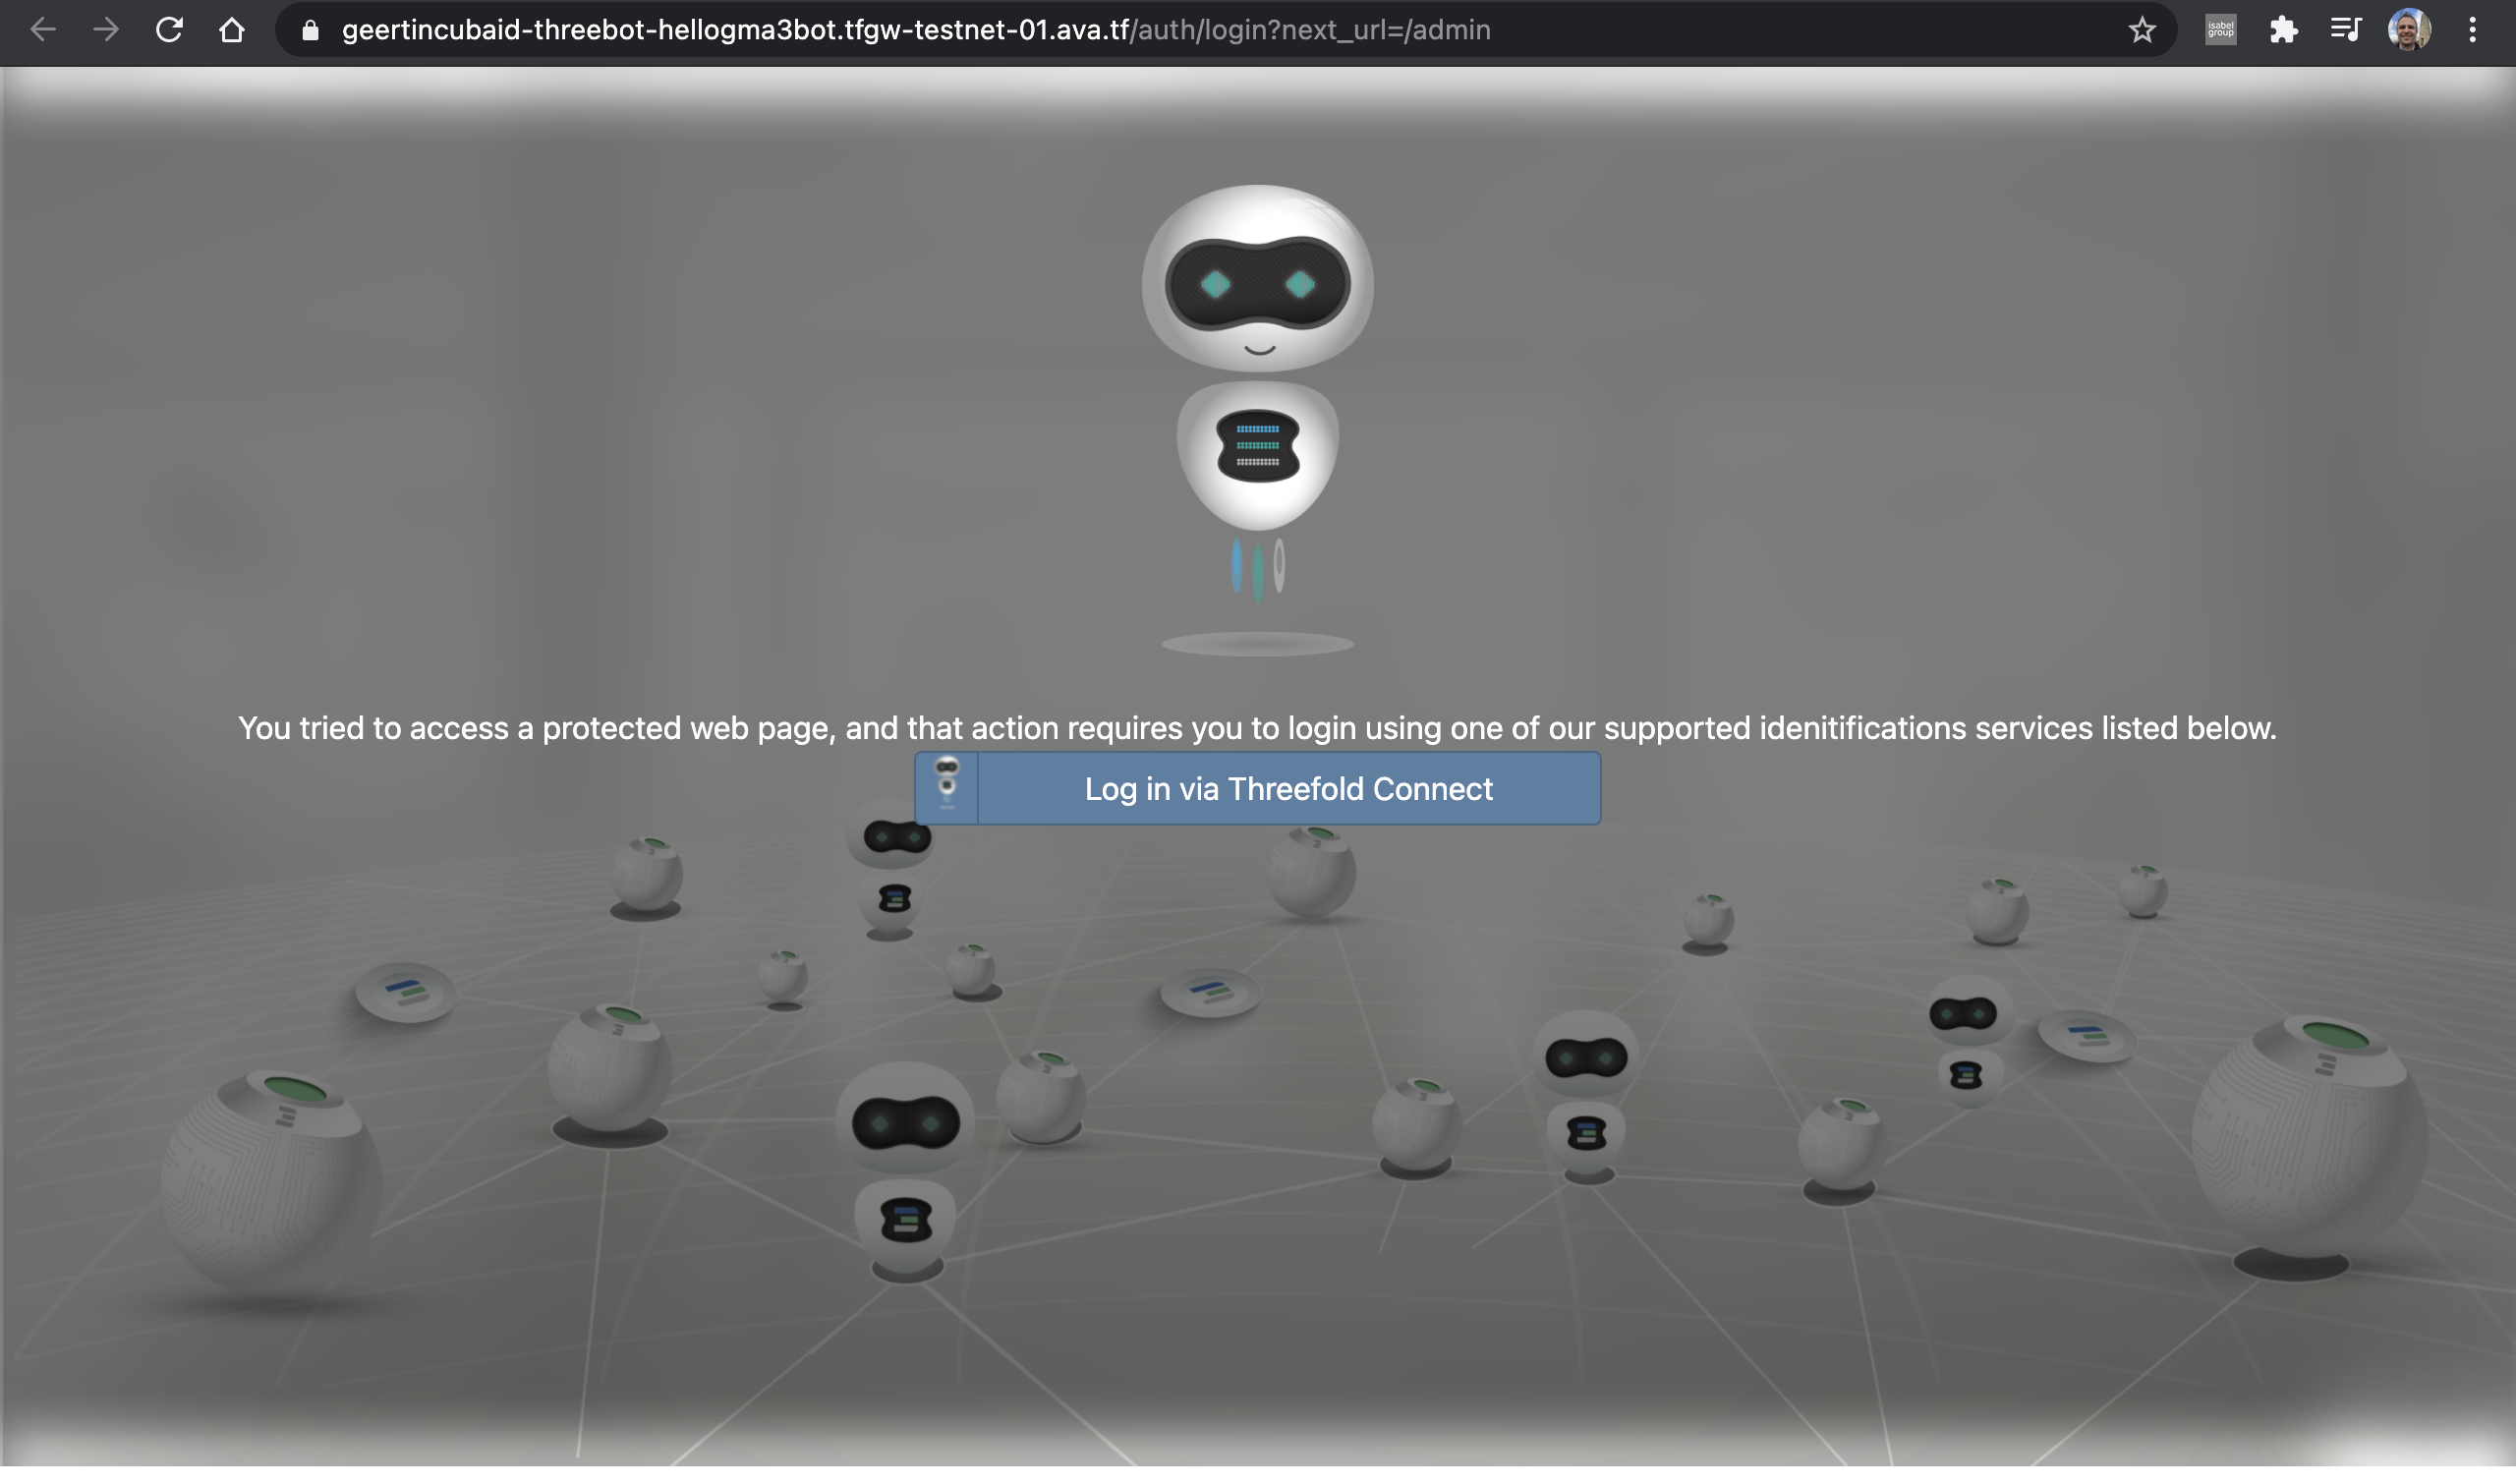 geertincubaid-threebot-hellogma3bot.tfgw-testnet-01.ava.tf/auth/login?next_url=/admin
isabel
group
You tried to access a protected web page, and that action requires you to login using one of our supported idenitifications services listed below.
Log in via Threefold Connect